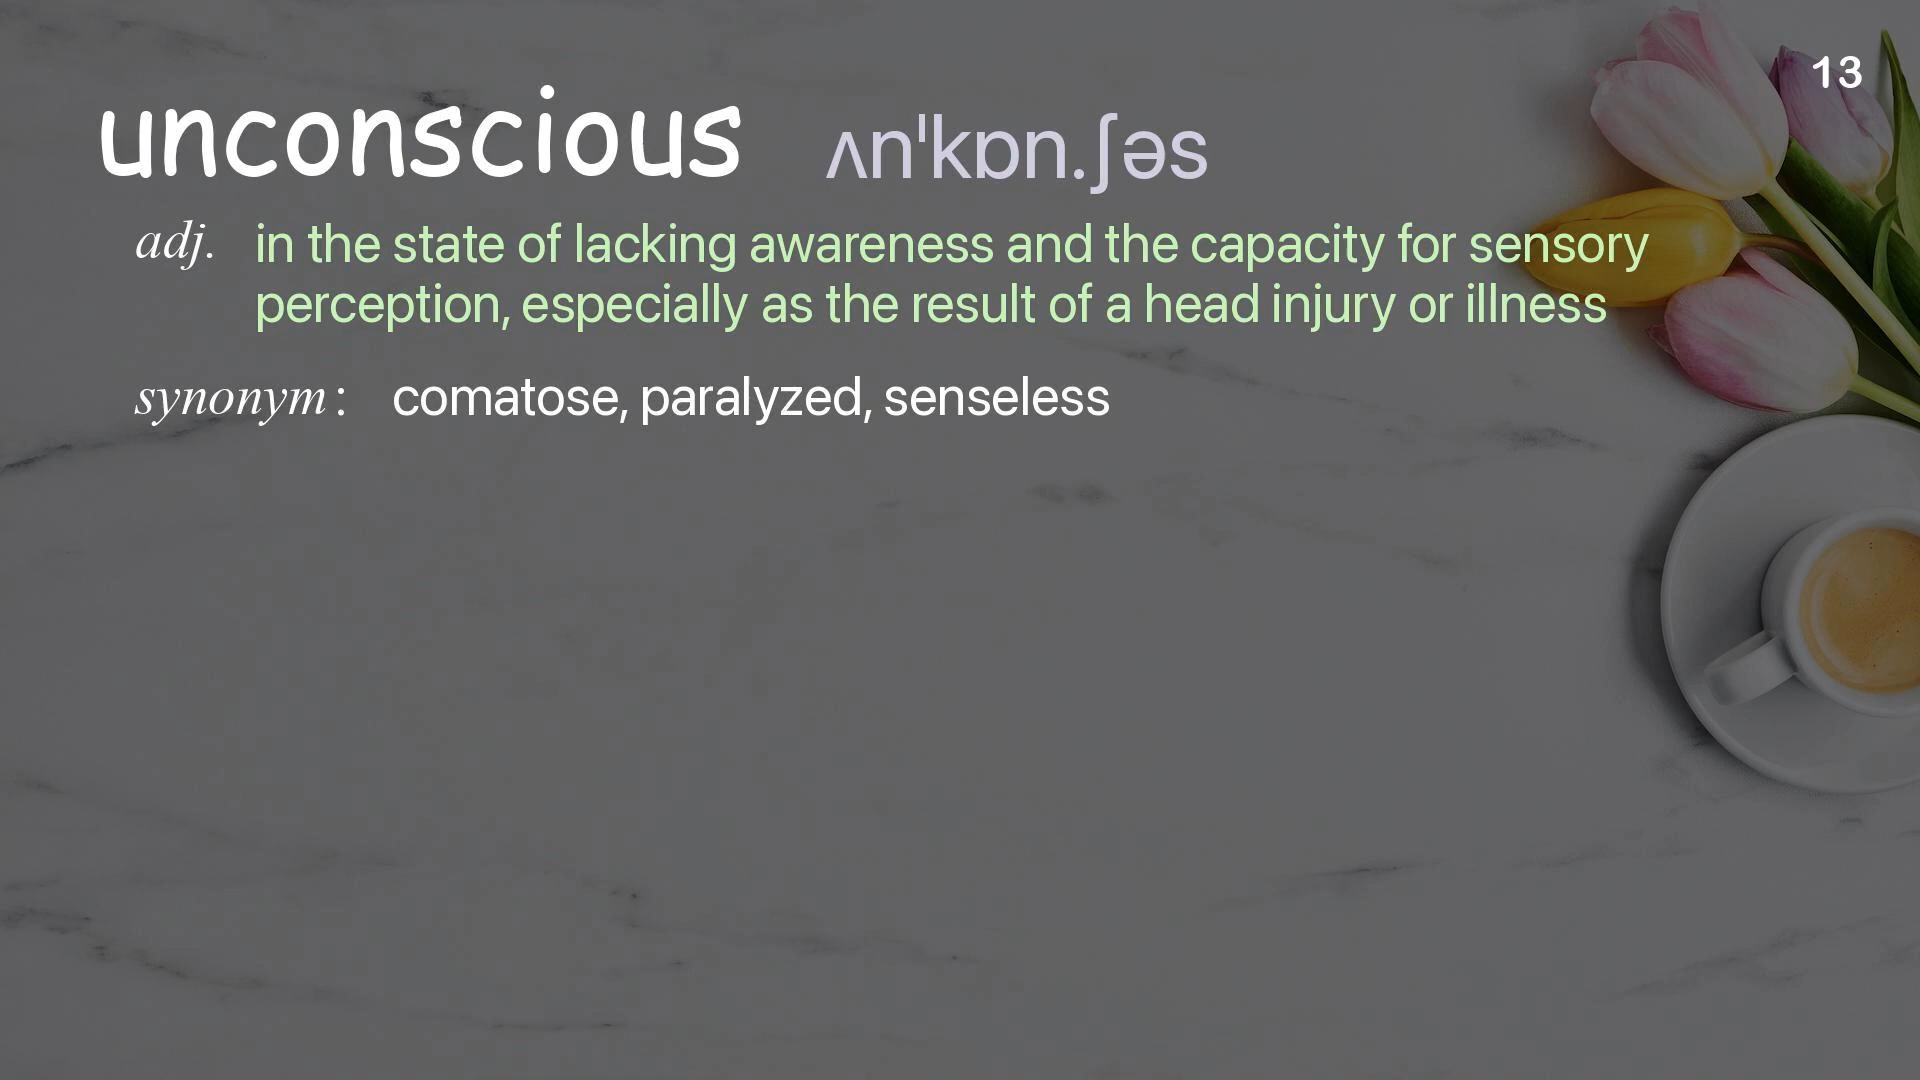 13
unconscious ʌnˈkɒn.ʃəs
adj. in the state of lacking awareness and the capacity for sensory
perception, especially as the result of a head injury or illness
synonym: comatose, paralyzed, senseless